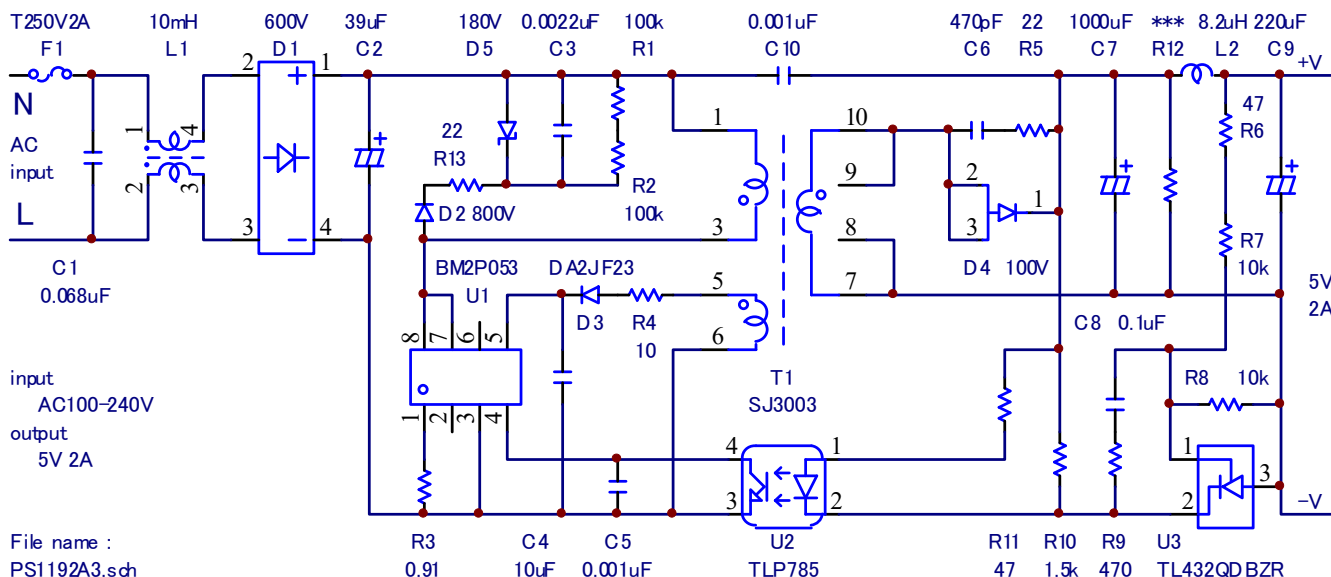 T250V2A 10mH 600V 39uF 180V 0.0022uF 100k 0.001uF 470pF 22 1000uF *** 8.2uH 220uF
F1 L1 D1 C2 D5 C3 R1 C10 C6 R5 C7 R12 L2 C9
+V
2 + 1
N
47
1 4
22
1 10
R6
AC
R13
input
2 3
R2
9
2
1
L
D2 800V
100k
3 - 4
3
8
3
R7
C1
BM2P053
DA2JF23
D4 100V
10k
0.068uF
U1
5
7
5V
D3 R4
C8 0.1uF
2A
8 7 6 5
10
6
input
T1
R8 10k
AC100-240V
SJ3003
output
1 2 3 4
5V 2A
4
1
1
3
3
2
2
-V
File name :
R3 C4 C5 U2 R11 R10 R9 U3
PS1192A3.sch
0.91 10uF 0.001uF TLP785 47 1.5k 470 TL432QDBZR